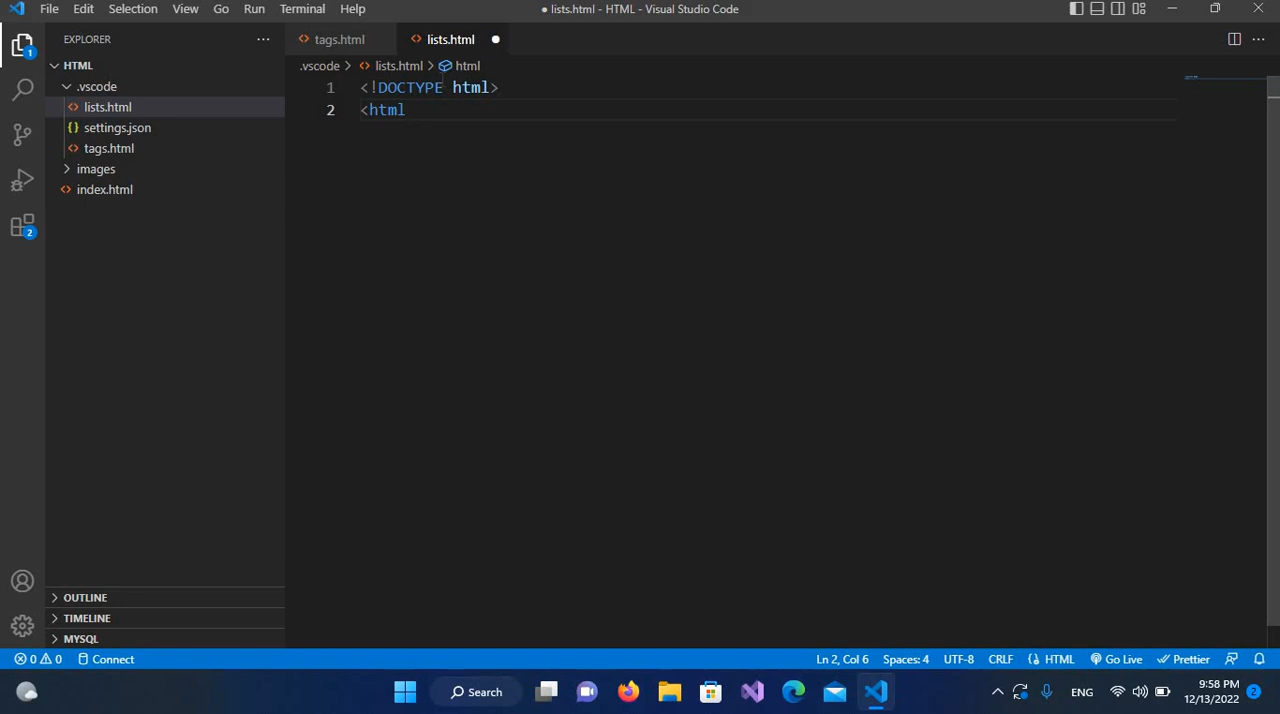 File Edit Selection View Go Run Terminal Help
● lists.html - HTML - Visual Studio Code
EXPLORER
HTML
.vscode
lists.html
settings.json
tags.html
images
index.html
OUTLINE
TIMELINE
MYSQL
1
2
tags.html
lists.html
.vscode > lists.html > html
1 <!DOCTYPE html>
2 <html
0 0 Connect
Ln 2, Col 6 Spaces: 4 UTF-8 CRLF {} HTML Go Live Prettier
Search
ENG
9:58 PM
12/13/2022
2